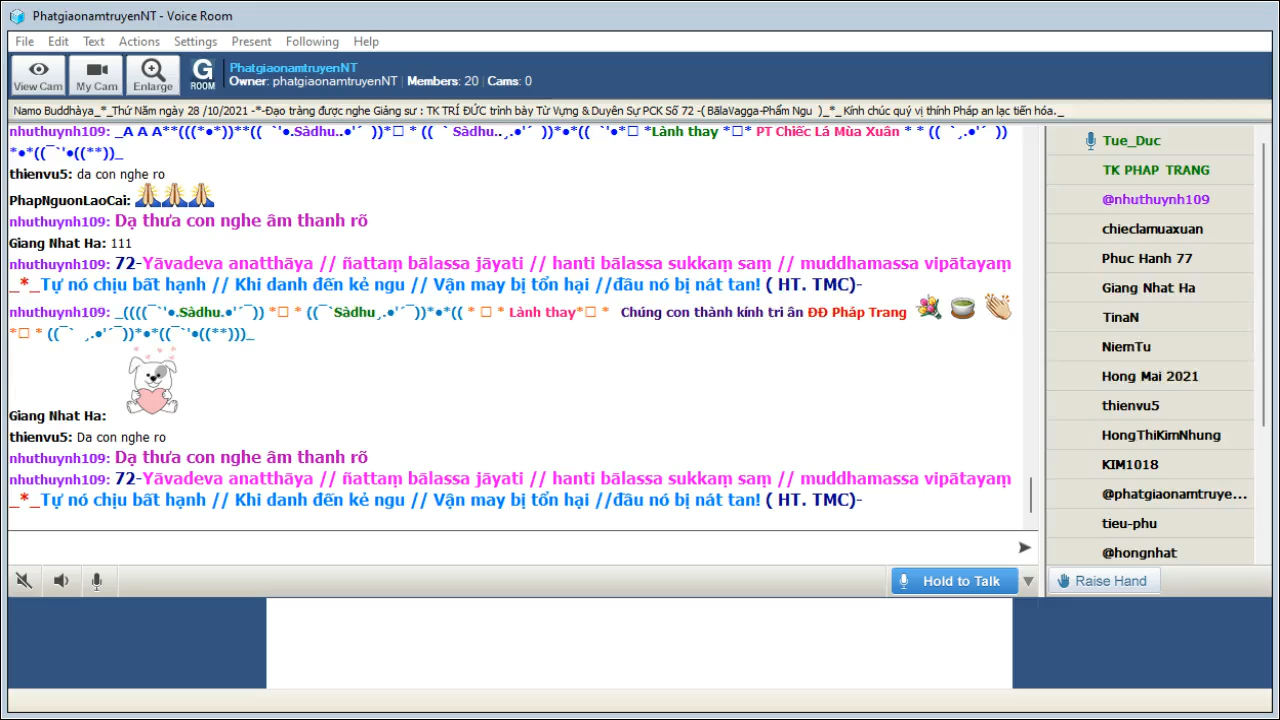 PhatgiaonamtruyenNT - Voice Room
File Edit Text Actions Settings Present Following Help
View Cam My Cam Enlarge G ROOM
PhatgiaonamtruyenNT
Owner: phatgiaonamtruyenNT | Members: 20 | Cams: 0
Namo Buddhàya_*_Thứ Năm ngày 28 /10/2021 -*-Đạo tràng được nghe Giảng sư : TK TRÍ ĐỨC trình bày Từ Vựng & Duyên Sự PCK Số 72 -( BãlaVagga-Phẩm Ngu )_*_ Kính chúc quý vị thính Pháp an lạc tiến hóa._
nhuthuynh109: _A A A**(((*●*))**(( `'●.Sàdhu..●'´ ))*□ * (( ` Sàdhu..¸.●'´ ))*●*(( `'●*□ *Lành thay *□* PT Chiếc Lá Mùa Xuân * * (( `¸.●'´ ))
*●*((¯`'●((**))_
thienvu5: da con nghe ro
PhapNguonLaoCai:
nhuthuynh109: Dạ thưa con nghe âm thanh rõ
Giang Nhat Ha: 111
nhuthuynh109: 72-Yāvadeva anatthāya // ñattaṃ bālassa jāyati // hanti bālassa sukkaṃ saṃ // muddhamassa vipātayaṃ
_*_Tự nó chịu bất hạnh // Khi danh đến kẻ ngu // Vận may bị tổn hại //đầu nó bị nát tan! ( HT. TMC)-
nhuthuynh109: _((((¯`'●.Sàdhu.●'´¯)) *□ * ((¯`Sàdhu¸.●'´¯))*●*(( * □ * Lành thay*□ * Chúng con thành kính tri ân ĐĐ Pháp Trang
*□ * ((¯` ¸.●'´¯))*●*((¯`'●((**)))_
Giang Nhat Ha:
thienvu5: Da con nghe ro
nhuthuynh109: Dạ thưa con nghe âm thanh rõ
nhuthuynh109: 72-Yāvadeva anatthāya // ñattaṃ bālassa jāyati // hanti bālassa sukkaṃ saṃ // muddhamassa vipātayaṃ
_*_Tự nó chịu bất hạnh // Khi danh đến kẻ ngu // Vận may bị tổn hại //đầu nó bị nát tan! ( HT. TMC)-
Tue_Duc
TK PHAP TRANG
@nhuthuynh109
chieclamuaxuan
Phuc Hanh 77
Giang Nhat Ha
TinaN
NiemTu
Hong Mai 2021
thienvu5
HongThiKimNhung
KIM1018
@phatgiaonamtruye...
tieu-phu
@hongnhat
Hold to Talk
Raise Hand